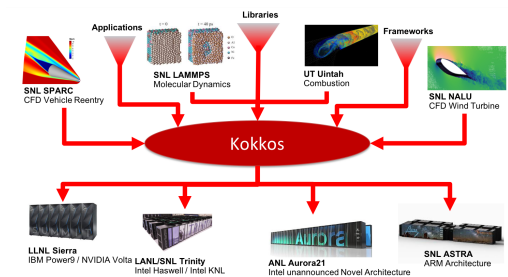 Applications
Libraries
Frameworks
SNL LAMMPS
Molecular Dynamics
UT Uintah
Combustion
SNL SPARC
CFD Vehicle Reentry
SNL NALU
CFD Wind Turbine
Kokkos
LLNL Sierra
IBM Power9 / NVIDIA Volta
LANL/SNL Trinity
Intel Haswell / Intel KNL
Aurora
ANL Aurora21
Intel unannounced Novel Architecture
SNL ASTRA
ARM Architecture